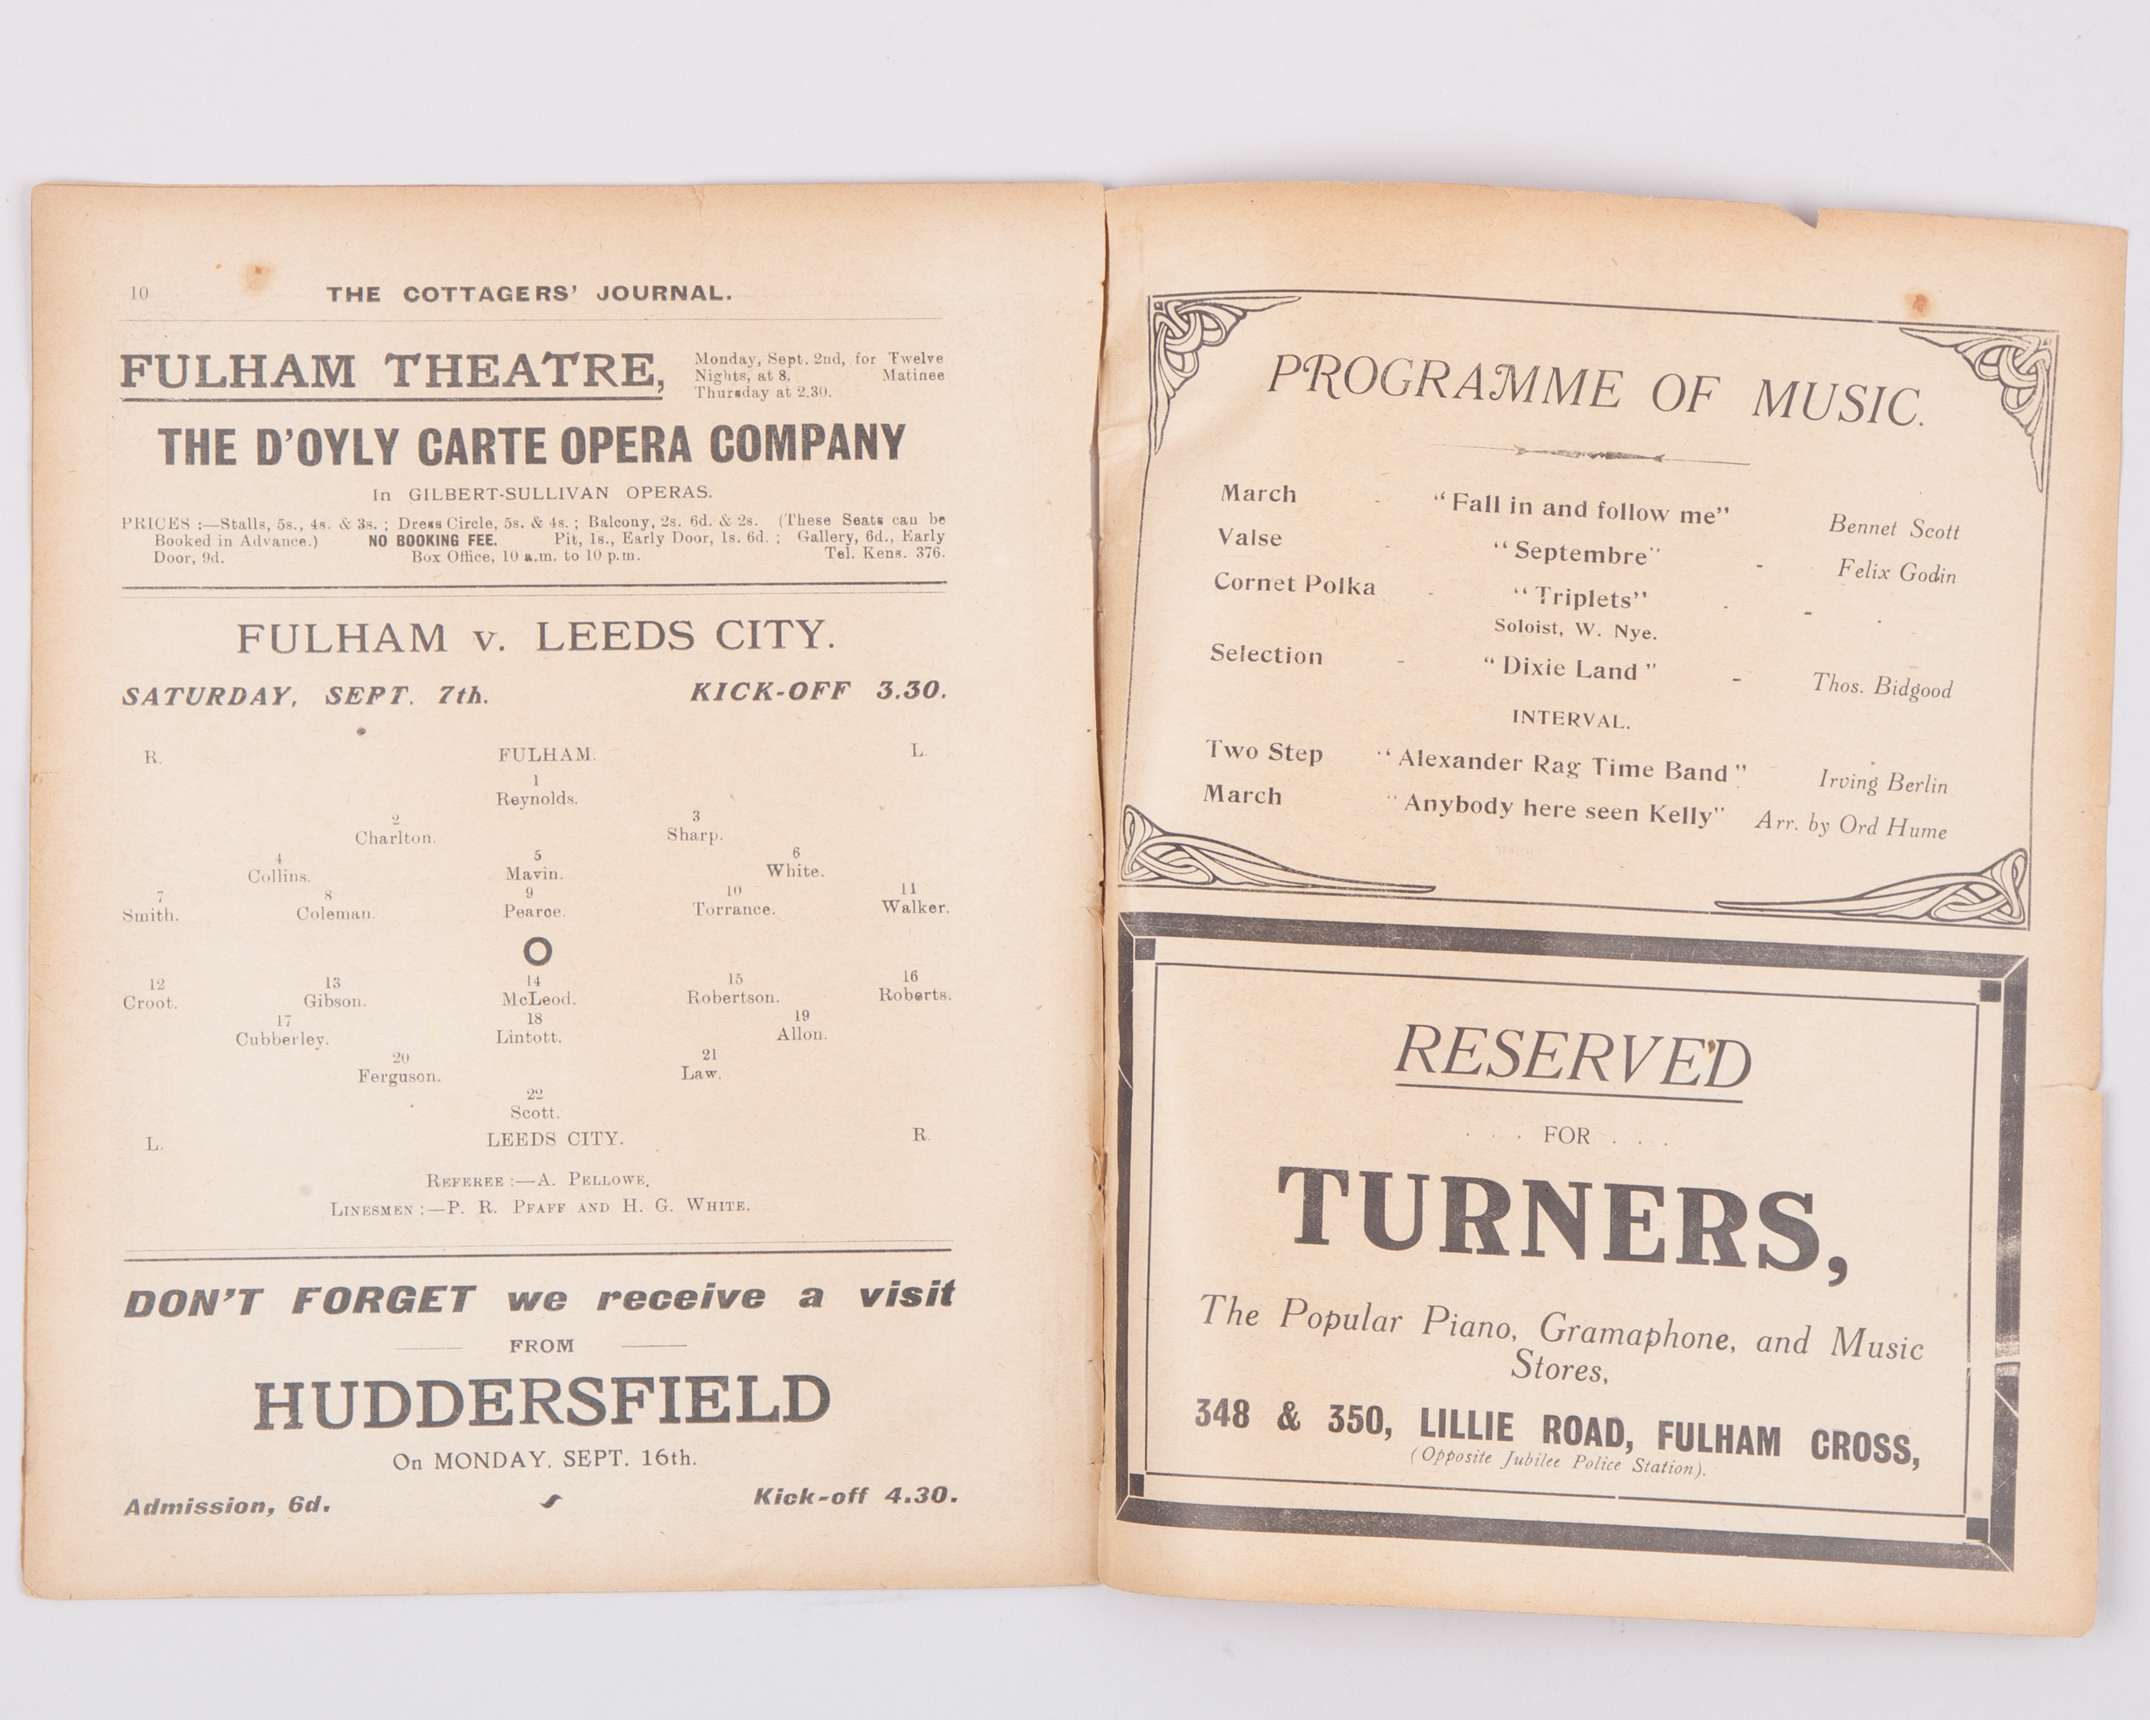 10
THE COTTAGERS' JOURNAL.
FULHAM THEATRE,
Monday, Sept. 2nd, for Twelve
Nights, at 8. Matinee
Thursday at 2.30.
THE D'OYLY CARTE OPERA COMPANY
In GILBERT-SULLIVAN OPERAS.
PRICES :—Stalls, 5s., 4s. & 3s. ; Dress Circle, 5s. & 4s. ; Balcony, 2s. 6d. & 2s. (These Seats can be
Booked in Advance.) NO BOOKING FEE. Pit, 1s., Early Door, 1s. 6d. ; Gallery, 6d., Early
Door, 9d. Box Office, 10 a.m. to 10 p.m. Tel. Kens. 376.
FULHAM v. LEEDS CITY.
SATURDAY, SEPT. 7th. KICK-OFF 3.30.
R. FULHAM. L.
1
Reynolds.
2 3
Charlton. Sharp.
4 5 6
Collins. Mavin. White.
7 8 9 10 11
Smith. Coleman. Pearce. Torrance. Walker.
O
12 13 14 15 16
Croot. Gibson. McLeod. Robertson. Roberts.
17 18 19
Cubberley. Lintott. Allon.
20 21
Ferguson. Law.
22
Scott.
L. LEEDS CITY. R.
REFEREE :—A. PELLOWE.
LINESMEN :—P. R. PFAFF AND H. G. WHITE.
DON'T FORGET we receive a visit
FROM
HUDDERSFIELD
On MONDAY. SEPT. 16th.
Admission, 6d. Kick-off 4.30.
PROGRAMME OF MUSIC.
March - "Fall in and follow me" Bennet Scott
Valse - "Septembre" - Felix Godin
Cornet Polka - "Triplets" - - -
Soloist, W. Nye.
Selection - "Dixie Land" - Thos. Bidgood
INTERVAL.
Two Step "Alexander Rag Time Band" Irving Berlin
March "Anybody here seen Kelly" Arr. by Ord Hume
RESERVED
. . . FOR . . .
TURNERS,
The Popular Piano, Gramaphone, and Music
Stores,
348 & 350, LILLIE ROAD, FULHAM CROSS,
(Opposite Jubilee Police Station).